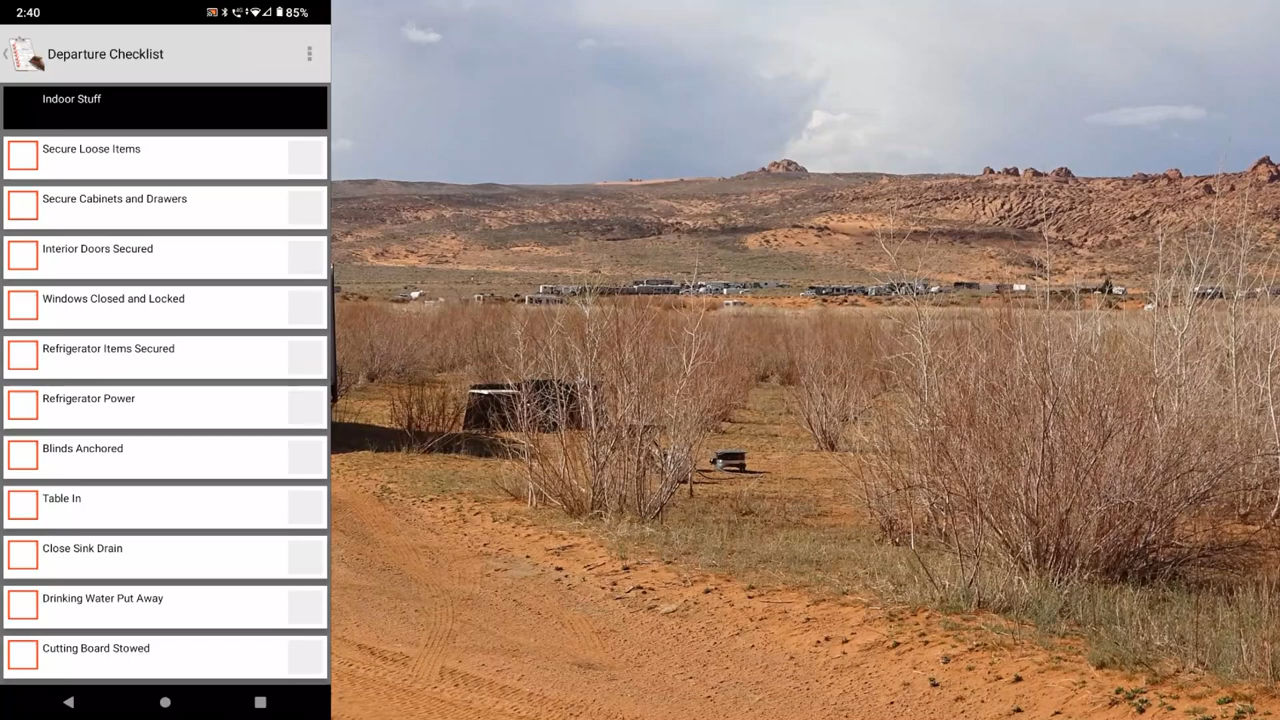 2:40
85%
Departure Checklist
Indoor Stuff
Secure Loose Items
Secure Cabinets and Drawers
Interior Doors Secured
Windows Closed and Locked
Refrigerator Items Secured
Refrigerator Power
Blinds Anchored
Table In
Close Sink Drain
Drinking Water Put Away
Cutting Board Stowed